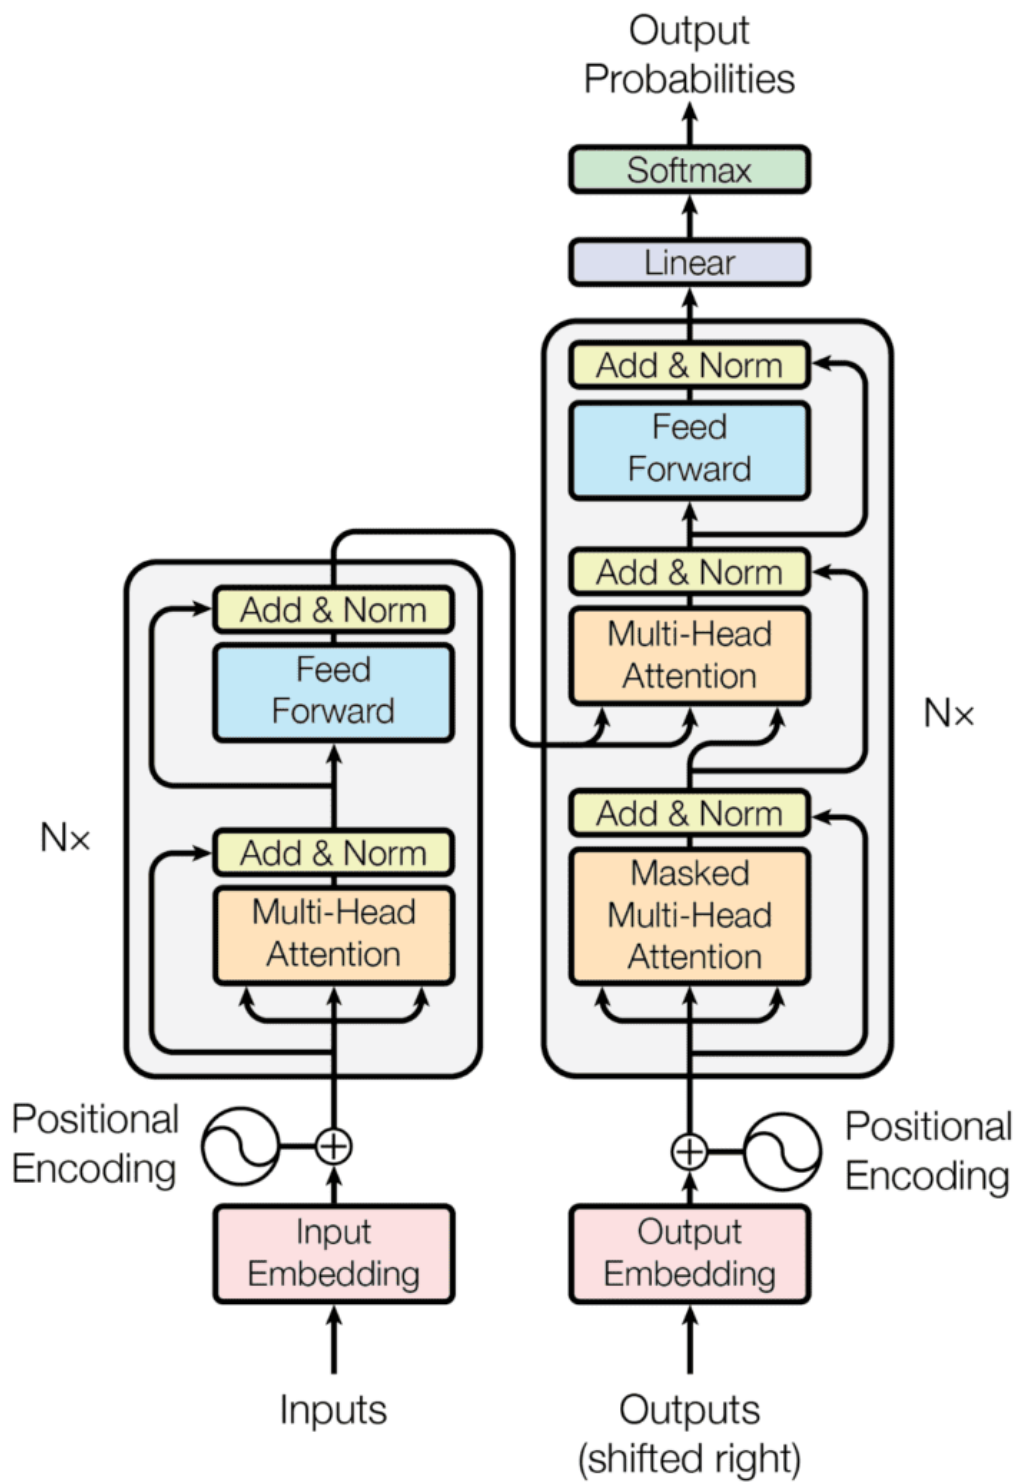 Output
Probabilities
Softmax
Linear
Add & Norm
Feed
Forward
Add & Norm
Multi-Head
Attention
Add & Norm
Masked
Multi-Head
Attention
N×
Add & Norm
Feed
Forward
Add & Norm
Multi-Head
Attention
N×
Positional
Encoding
Positional
Encoding
Input
Embedding
Output
Embedding
Inputs
Outputs
(shifted right)